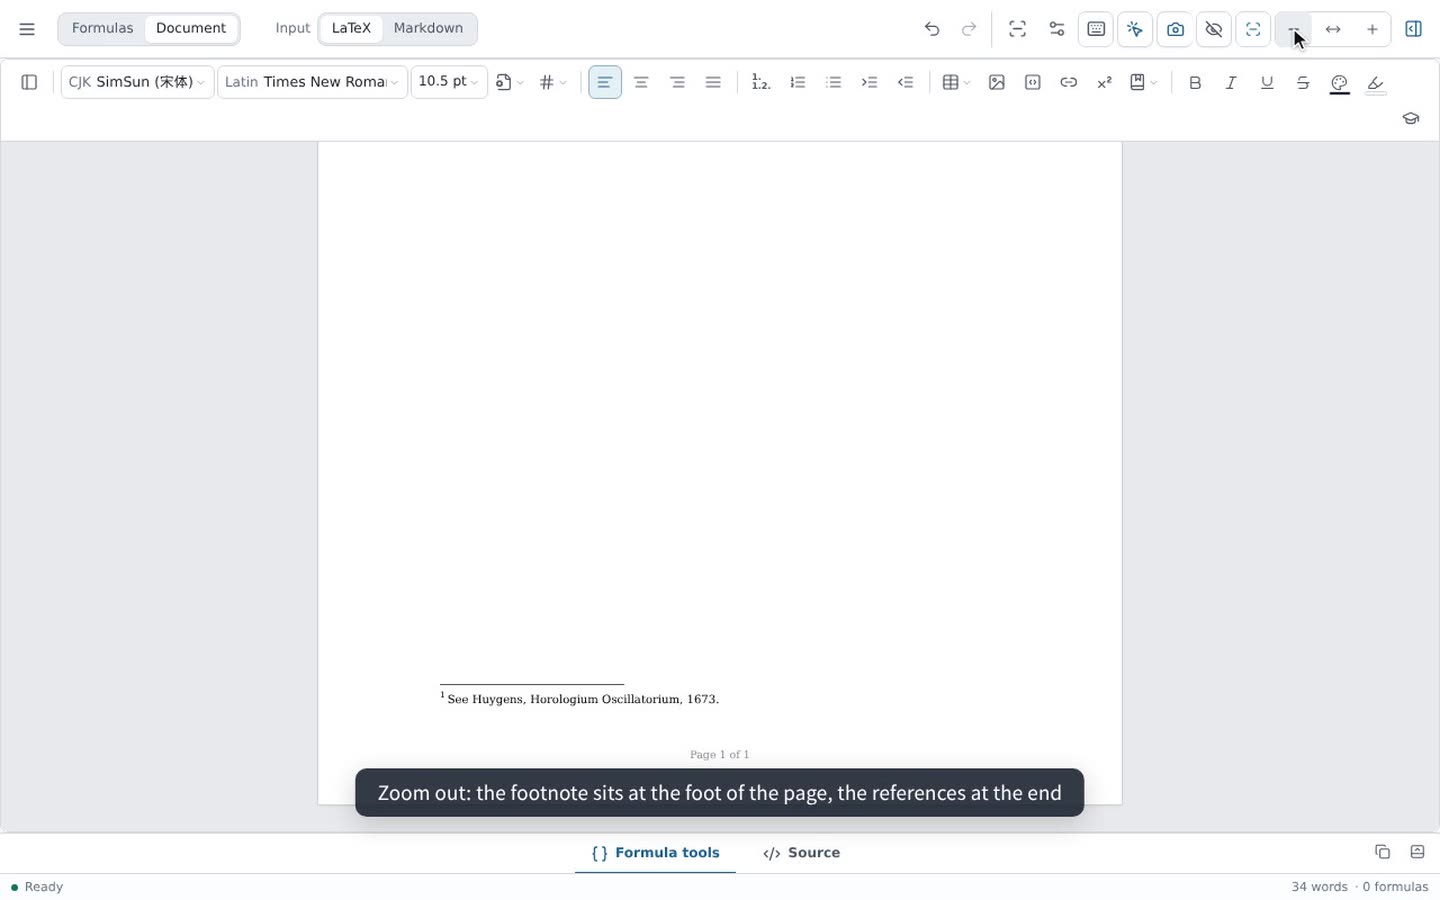 Formulas Document Input LaTeX Markdown
CJK SimSun (宋体) Latin Times New Roma 10.5 pt
1 See Huygens, Horologium Oscillatorium, 1673.
Page 1 of 1
Zoom out: the footnote sits at the foot of the page, the references at the end
{ } Formula tools </> Source
Ready 34 words · 0 formulas